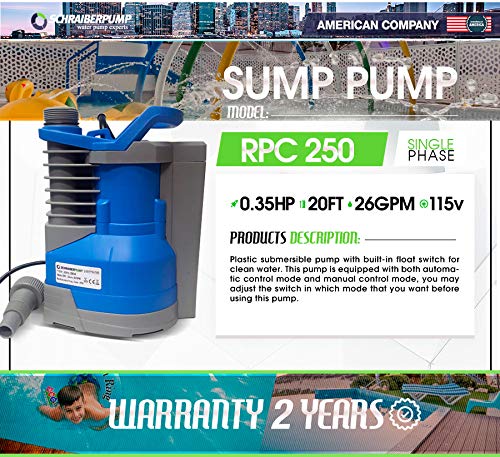 SCHRAIBERPUMP
water pump experts
AMERICAN COMPANY
SUMP PUMP
MODEL:
RPC 250
SINGLE
PHASE
0.35HP 20FT 26GPM 115v
PRODUCTS DESCRIPTION:
Plastic submersible pump with built-in float switch for
clean water. This pump is equipped with both automa-
tic control mode and manual control mode, you may
adjust the switch in which mode that you want before
using this pump.
SCHRAIBERPUMP
WARRANTY 2 YEARS